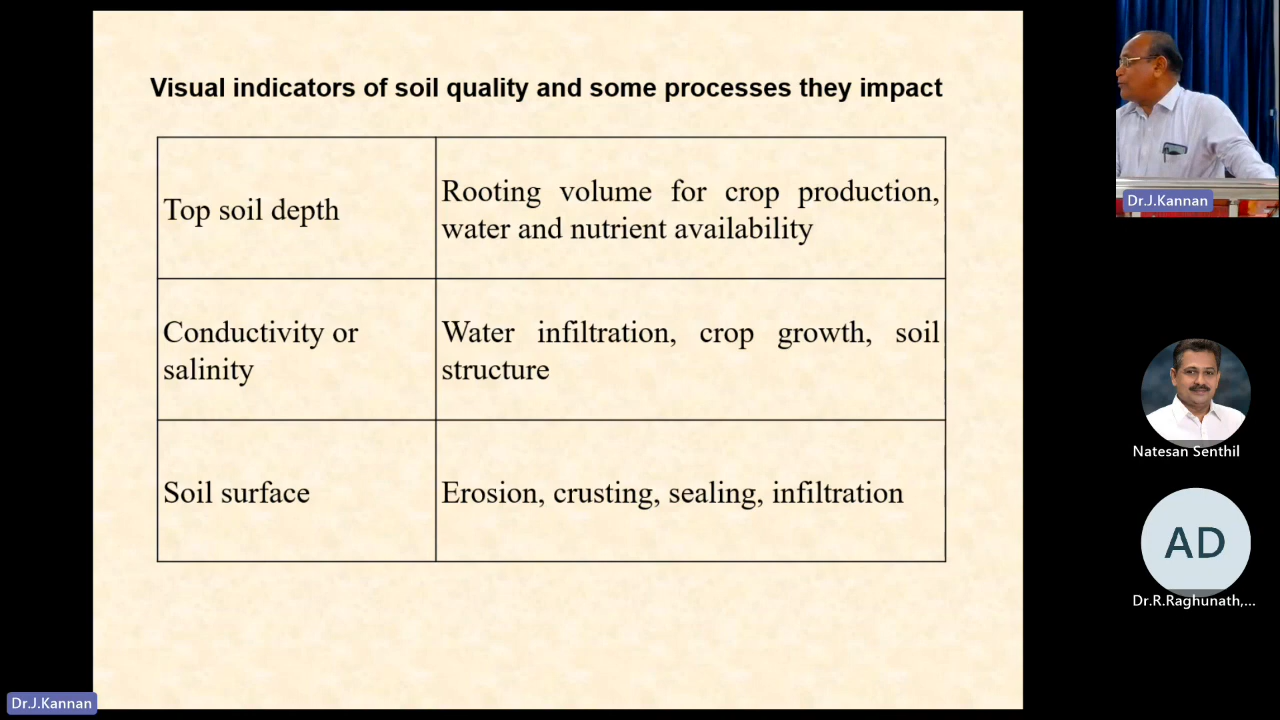 Visual indicators of soil quality and some processes they impact
Top soil depth
Rooting volume for crop production,
water and nutrient availability
Conductivity or
salinity
Water infiltration, crop growth, soil
structure
Soil surface
Erosion, crusting, sealing, infiltration
Dr.J.Kannan
Natesan Senthil
AD
Dr.R.Raghunath,...
Dr.J.Kannan